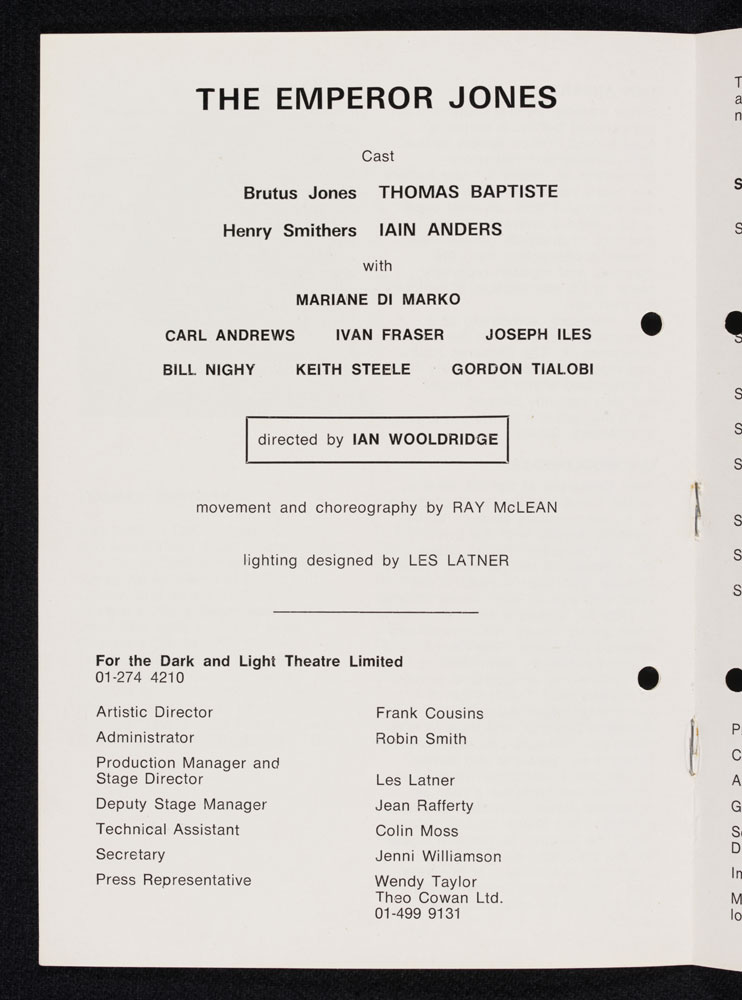 THE EMPEROR JONES
Cast
Brutus Jones THOMAS BAPTISTE
Henry Smithers IAIN ANDERS
with
MARIANE DI MARKO
CARL ANDREWS IVAN FRASER JOSEPH ILES
BILL NIGHY KEITH STEELE GORDON TIALOBI
directed by IAN WOOLDRIDGE
movement and choreography by RAY McLEAN
lighting designed by LES LATNER
For the Dark and Light Theatre Limited
01-274 4210
Artistic Director Frank Cousins
Administrator Robin Smith
Production Manager and
Stage Director Les Latner
Deputy Stage Manager Jean Rafferty
Technical Assistant Colin Moss
Secretary Jenni Williamson
Press Representative Wendy Taylor
Theo Cowan Ltd.
01-499 9131